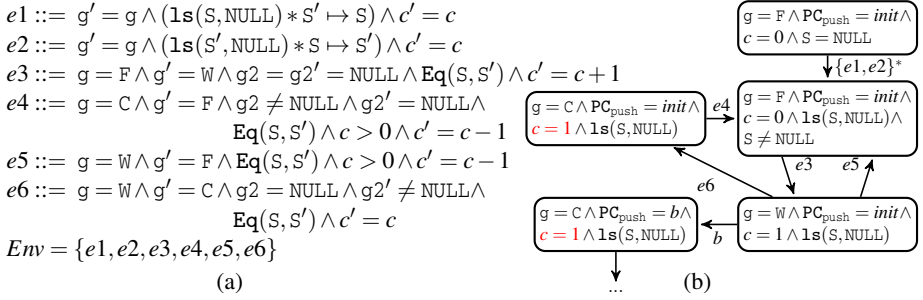 e1 ::= g′ = g ∧ (ls(S,NULL) ∗ S′ ↦ S) ∧ c′ = c
e2 ::= g′ = g ∧ (ls(S′,NULL) ∗ S ↦ S′) ∧ c′ = c
e3 ::= g = F ∧ g′ = W ∧ g2 = g2′ = NULL ∧ Eq(S,S′) ∧ c′ = c + 1
e4 ::= g = C ∧ g′ = F ∧ g2 ≠ NULL ∧ g2′ = NULL ∧
Eq(S,S′) ∧ c > 0 ∧ c′ = c − 1
e5 ::= g = W ∧ g′ = F ∧ Eq(S,S′) ∧ c > 0 ∧ c′ = c − 1
e6 ::= g = W ∧ g′ = C ∧ g2 = NULL ∧ g2′ ≠ NULL ∧
Eq(S,S′) ∧ c′ = c
Env = {e1,e2,e3,e4,e5,e6}
(a)
g = F ∧ PCpush = init ∧
c = 0 ∧ S = NULL
{e1,e2}*
g = C ∧ PCpush = init ∧
c = 1 ∧ ls(S,NULL)
e4
g = F ∧ PCpush = init ∧
c = 0 ∧ ls(S,NULL) ∧
S ≠ NULL
e3
e5
e6
g = C ∧ PCpush = b ∧
c = 1 ∧ ls(S,NULL)
b
g = W ∧ PCpush = init ∧
c = 1 ∧ ls(S,NULL)
...
(b)